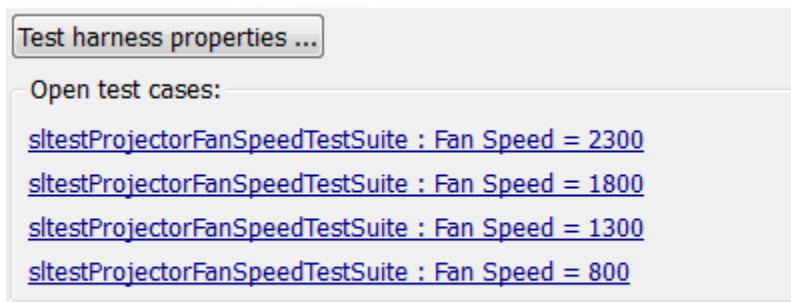 Test harness properties ...
Open test cases:
sltestProjectorFanSpeedTestSuite : Fan Speed = 2300
sltestProjectorFanSpeedTestSuite : Fan Speed = 1800
sltestProjectorFanSpeedTestSuite : Fan Speed = 1300
sltestProjectorFanSpeedTestSuite : Fan Speed = 800